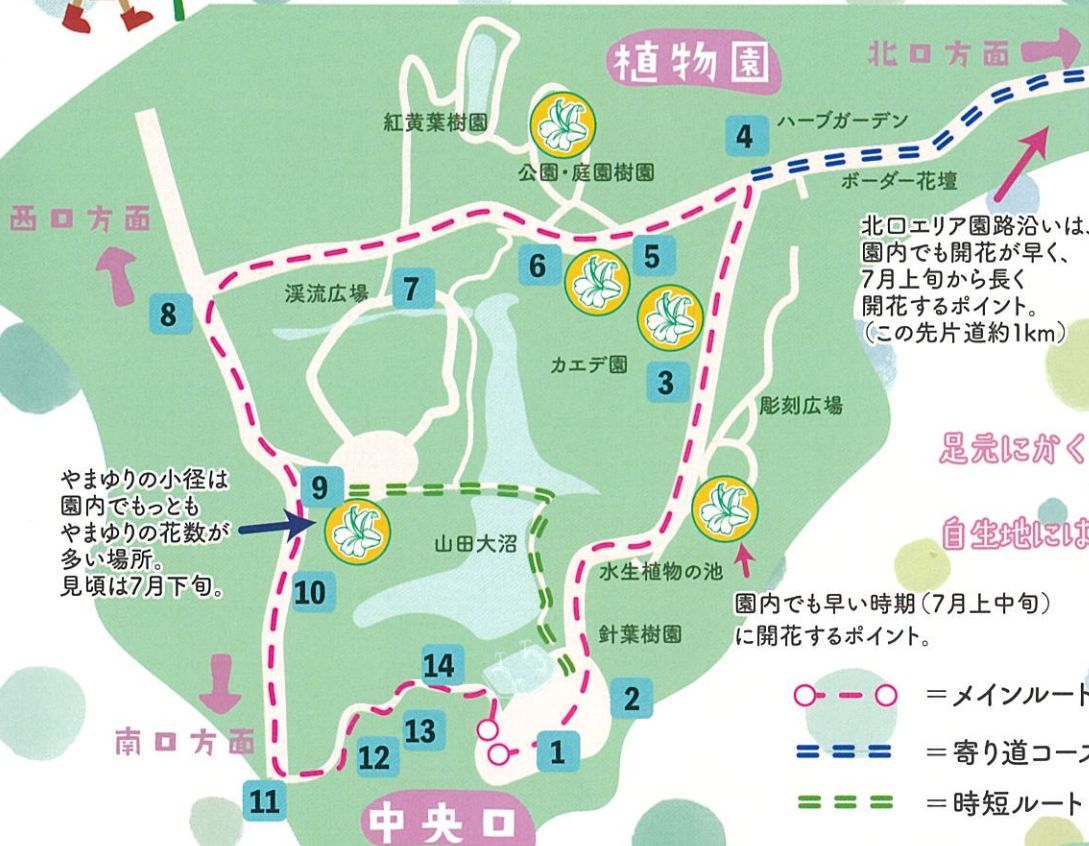 植物園
北口方面
紅黄葉樹園
公園・庭園樹園
4
ハーブガーデン
ボーダー花壇
西口方面
北口エリア園路沿いは、
園内でも開花が早く、
7月上旬から長く
開花するポイント。
(この先片道約1km)
5
6
7
8
渓流広場
カエデ園
3
彫刻広場
足元にかく
やまゆりの小径は
園内でもっとも
やまゆりの花数が
多い場所。
見頃は7月下旬。
9
山田大沼
自生地には
水生植物の池
10
園内でも早い時期(7月上中旬)
に開花するポイント。
針葉樹園
14
2
=メインルート
南口方面
13
12
1
=寄り道コース
11
=時短ルート
中央口